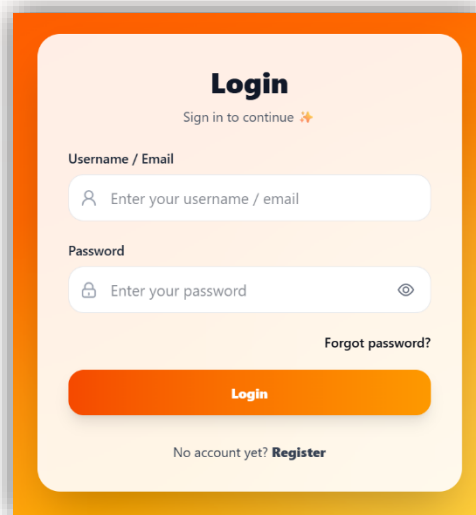 Login
Sign in to continue ✨
Username / Email
Enter your username / email
Password
Enter your password
Forgot password?
Login
No account yet? Register